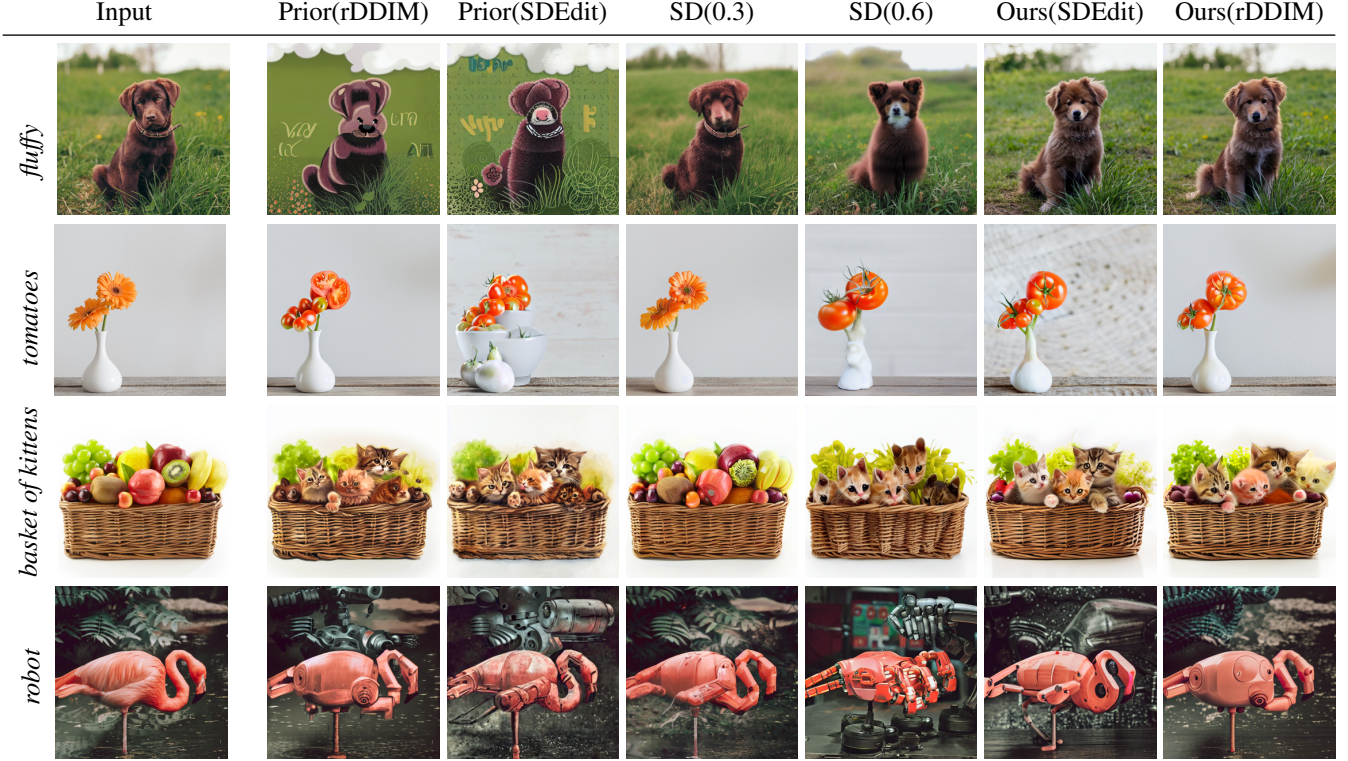 Input Prior(rDDIM) Prior(SDEdit) SD(0.3) SD(0.6) Ours(SDEdit) Ours(rDDIM)
fluffy
tomatoes
basket of kittens
robot